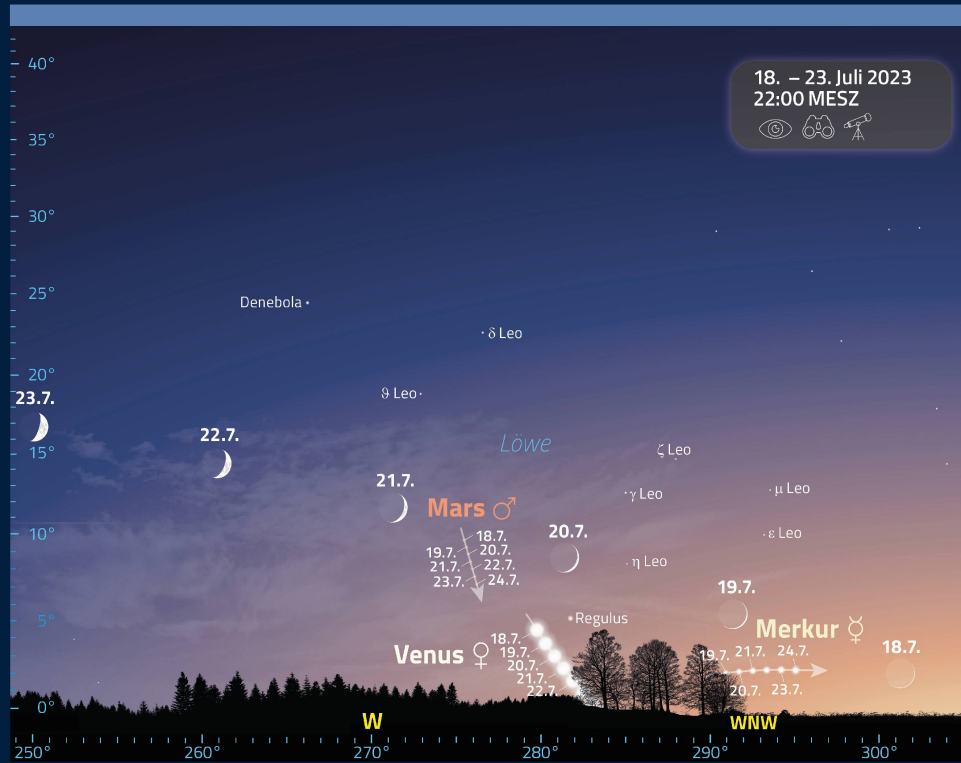 40°
18. – 23. Juli 2023
22:00 MESZ
35°
30°
25°
Denebola
δ Leo
20°
ϑ Leo
23.7.
22.7.
15°
Löwe
ζ Leo
21.7.
γ Leo
μ Leo
Mars ♂
10°
20.7.
ε Leo
18.7.
19.7.
20.7.
21.7.
22.7.
23.7.
24.7.
η Leo
19.7.
5°
Regulus
Merkur ☿
Venus ♀
18.7.
19.7.
20.7.
21.7.
22.7.
19.7.
21.7.
24.7.
20.7.
23.7.
18.7.
0°
W
WNW
250°
260°
270°
280°
290°
300°